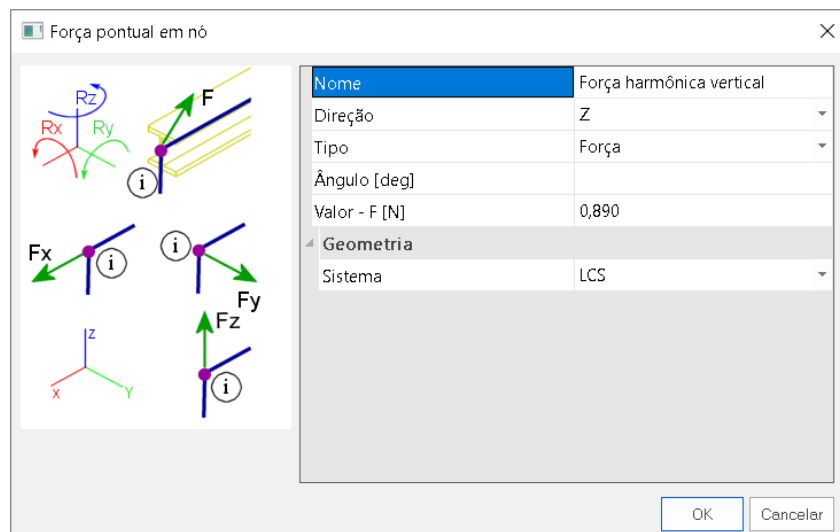 Força pontual em nó
Rz
Rx
Ry
F
i
Fx
i
i
Fy
Fz
z
x
Y
i
Nome Força harmônica vertical
Direção Z
Tipo Força
Ângulo [deg]
Valor - F [N] 0,890
Geometria
Sistema LCS
OK Cancelar